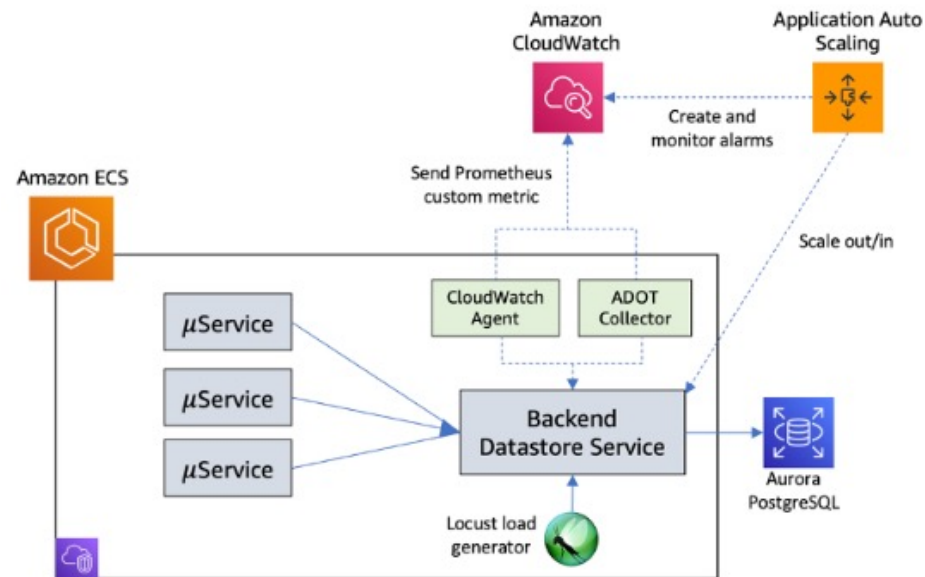 Amazon
CloudWatch
Application Auto
Scaling
Create and
monitor alarms
Send Prometheus
custom metric
Amazon ECS
Scale out/in
CloudWatch
Agent
ADOT
Collector
μService
μService
μService
Backend
Datastore Service
Aurora
PostgreSQL
Locust load
generator